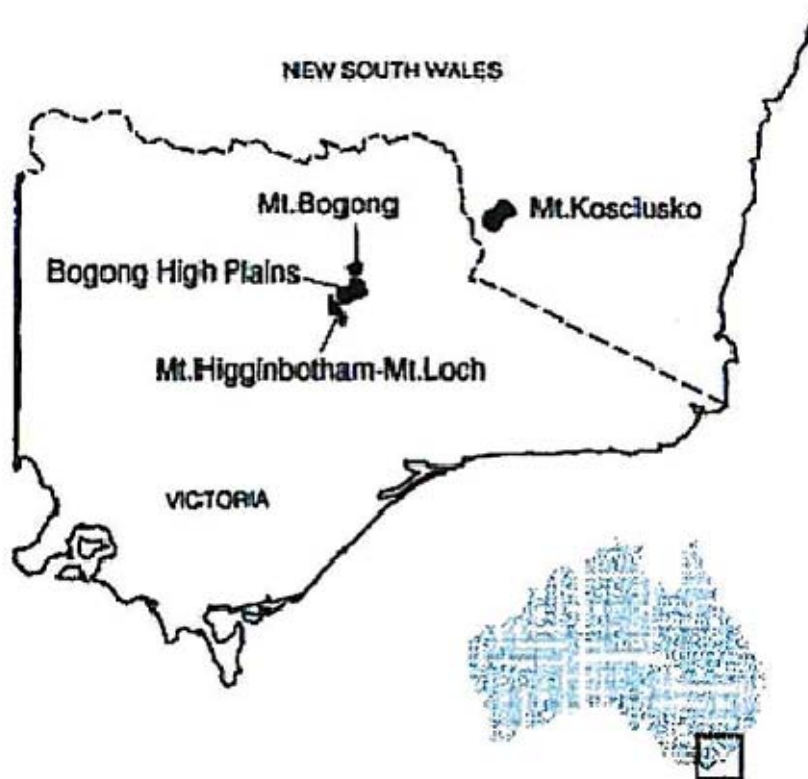 NEW SOUTH WALES
Mt.Bogong
Mt.Kosciusko
Bogong High Plains
Mt.Higginbotham-Mt.Loch
VICTORIA